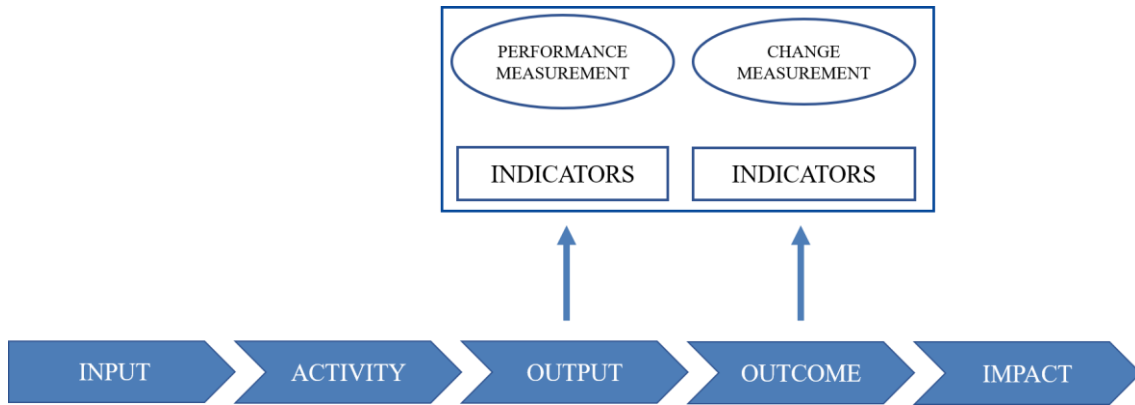 PERFORMANCE
MEASUREMENT
CHANGE
MEASUREMENT
INDICATORS
INDICATORS
INPUT
ACTIVITY
OUTPUT
OUTCOME
IMPACT